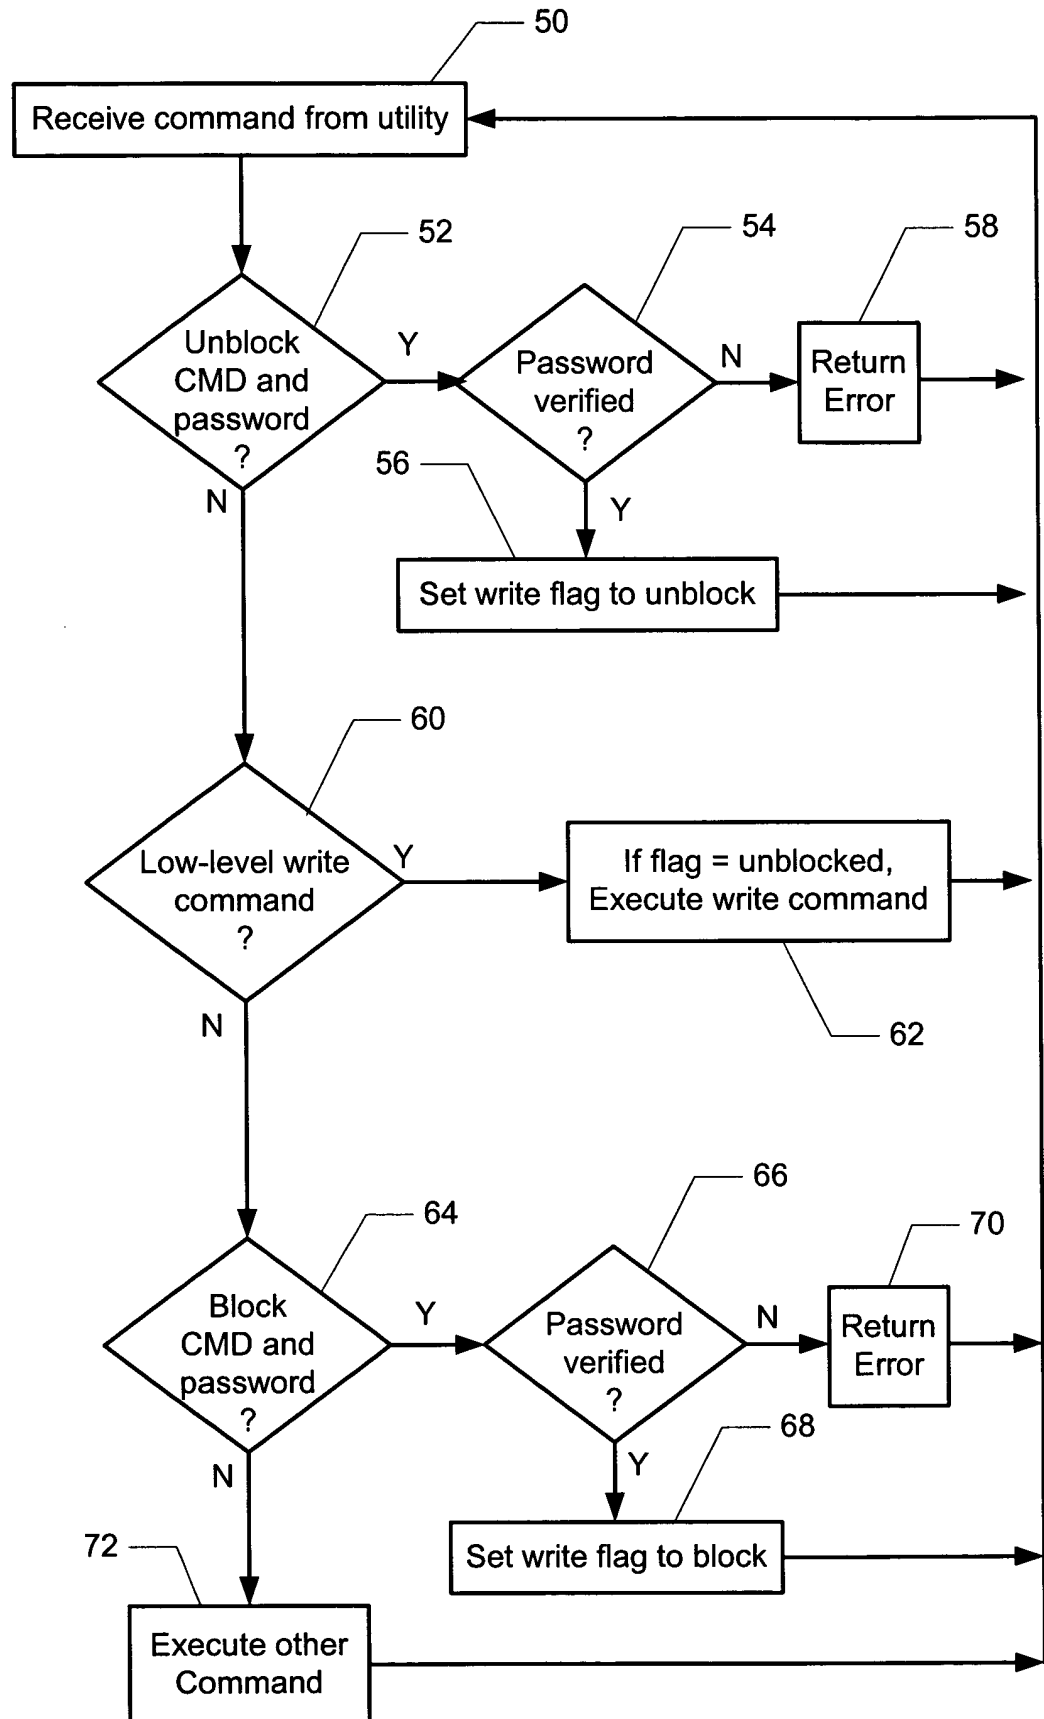 50
Receive command from utility
52
54
58
Unblock
CMD and
password
?
Y
Password
verified
?
N
Return
Error
N
56
Y
Set write flag to unblock
60
Low-level write
command
?
Y
If flag = unblocked,
Execute write command
N
62
64
66
70
Block
CMD and
password
?
Y
Password
verified
?
N
Return
Error
N
68
Y
Set write flag to block
72
Execute other
Command